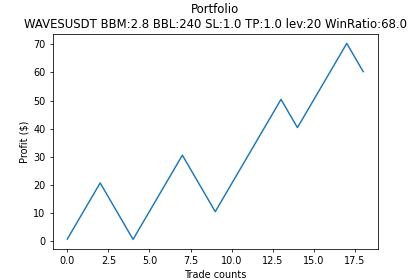 Portfolio
WAVESUSDT BBM:2.8 BBL:240 SL:1.0 TP:1.0 lev:20 WinRatio:68.0
70
60
50
40
30
20
10
0
Profit ($)
0.0 2.5 5.0 7.5 10.0 12.5 15.0 17.5
Trade counts